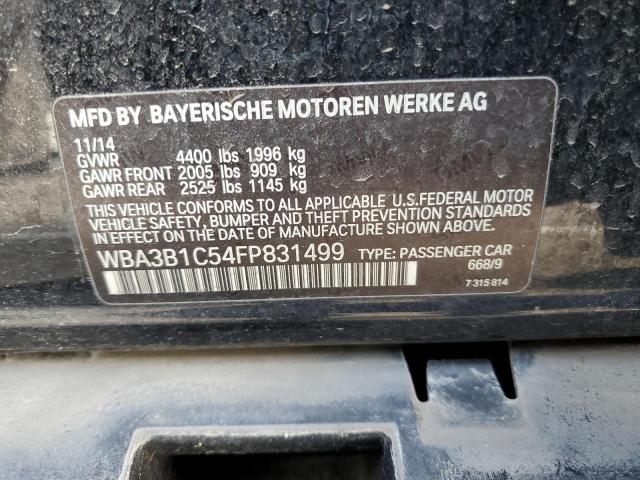 MFD BY BAYERISCHE MOTOREN WERKE AG
11/14
GVWR 4400 lbs 1996 kg
GAWR FRONT 2005 lbs 909 kg
GAWR REAR 2525 lbs 1145 kg
THIS VEHICLE CONFORMS TO ALL APPLICABLE U.S.FEDERAL MOTOR
VEHICLE SAFETY, BUMPER AND THEFT PREVENTION STANDARDS
IN EFFECT ON THE DATE OF MANUFACTURE SHOWN ABOVE.
WBA3B1C54FP831499 TYPE: PASSENGER CAR
668/9
7 315 814